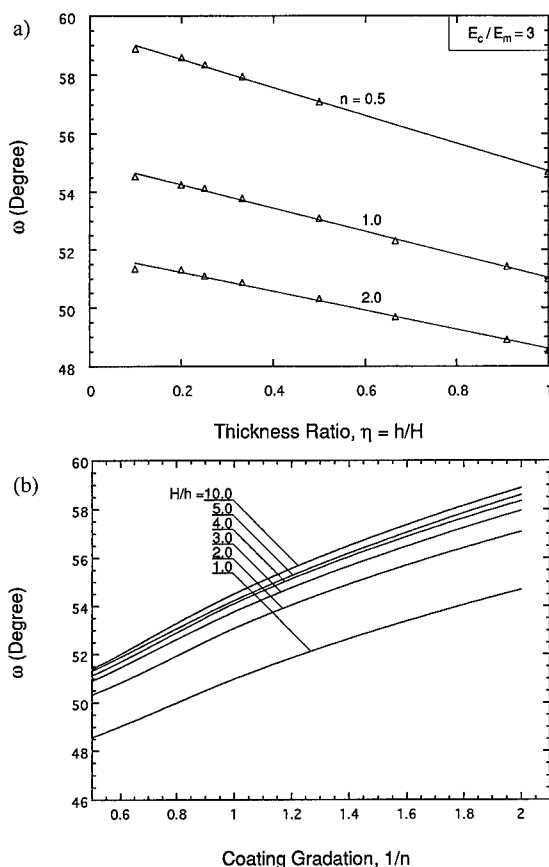 a)
60
58
56
54
52
50
48
ω (Degree)
E_c / E_m = 3
n = 0.5
1.0
2.0
0 0.2 0.4 0.6 0.8 1
Thickness Ratio, η = h/H
(b)
60
58
56
54
52
50
48
46
ω (Degree)
H/h = 10.0
5.0
4.0
3.0
2.0
1.0
0.6 0.8 1 1.2 1.4 1.6 1.8 2
Coating Gradation, 1/n